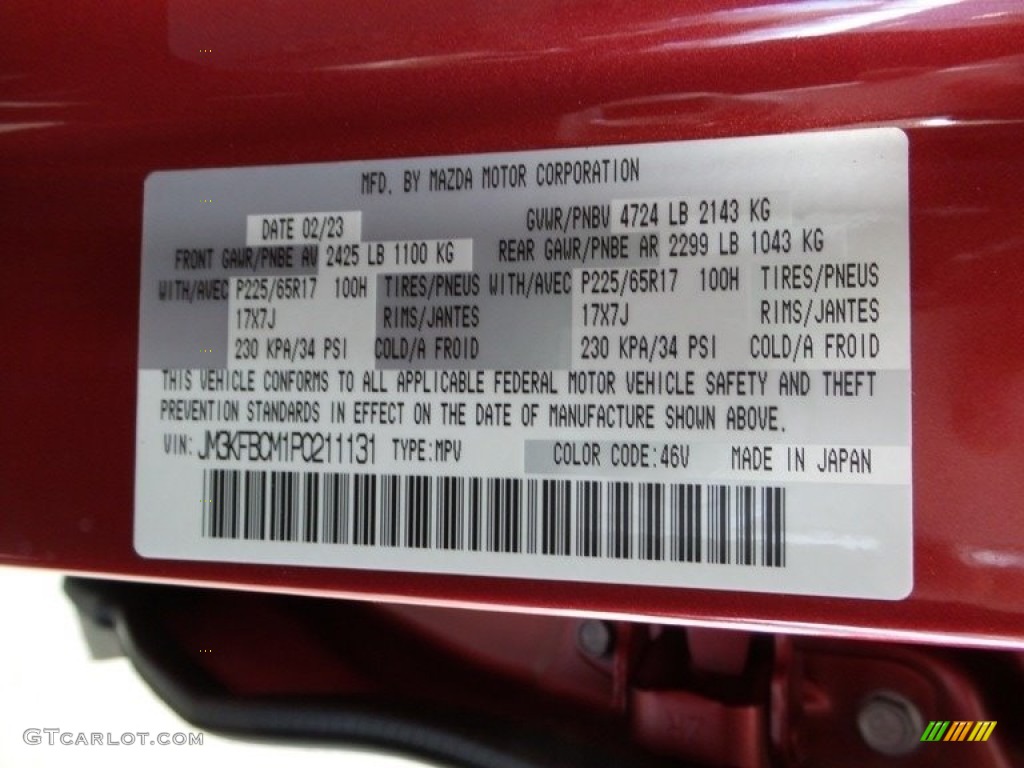 MFD. BY MAZDA MOTOR CORPORATION
DATE 02/23 GVWR/PNBV 4724 LB 2143 KG
FRONT GAWR/PNBE AV 2425 LB 1100 KG REAR GAWR/PNBE AR 2299 LB 1043 KG
WITH/AVEC P225/65R17 100H TIRES/PNEUS WITH/AVEC P225/65R17 100H TIRES/PNEUS
17X7J RIMS/JANTES 17X7J RIMS/JANTES
230 KPA/34 PSI COLD/A FROID 230 KPA/34 PSI COLD/A FROID
THIS VEHICLE CONFORMS TO ALL APPLICABLE FEDERAL MOTOR VEHICLE SAFETY AND THEFT
PREVENTION STANDARDS IN EFFECT ON THE DATE OF MANUFACTURE SHOWN ABOVE.
VIN: JM3KFBCM1P0211131 TYPE:MPV COLOR CODE:46V MADE IN JAPAN
GTCARLOT.COM